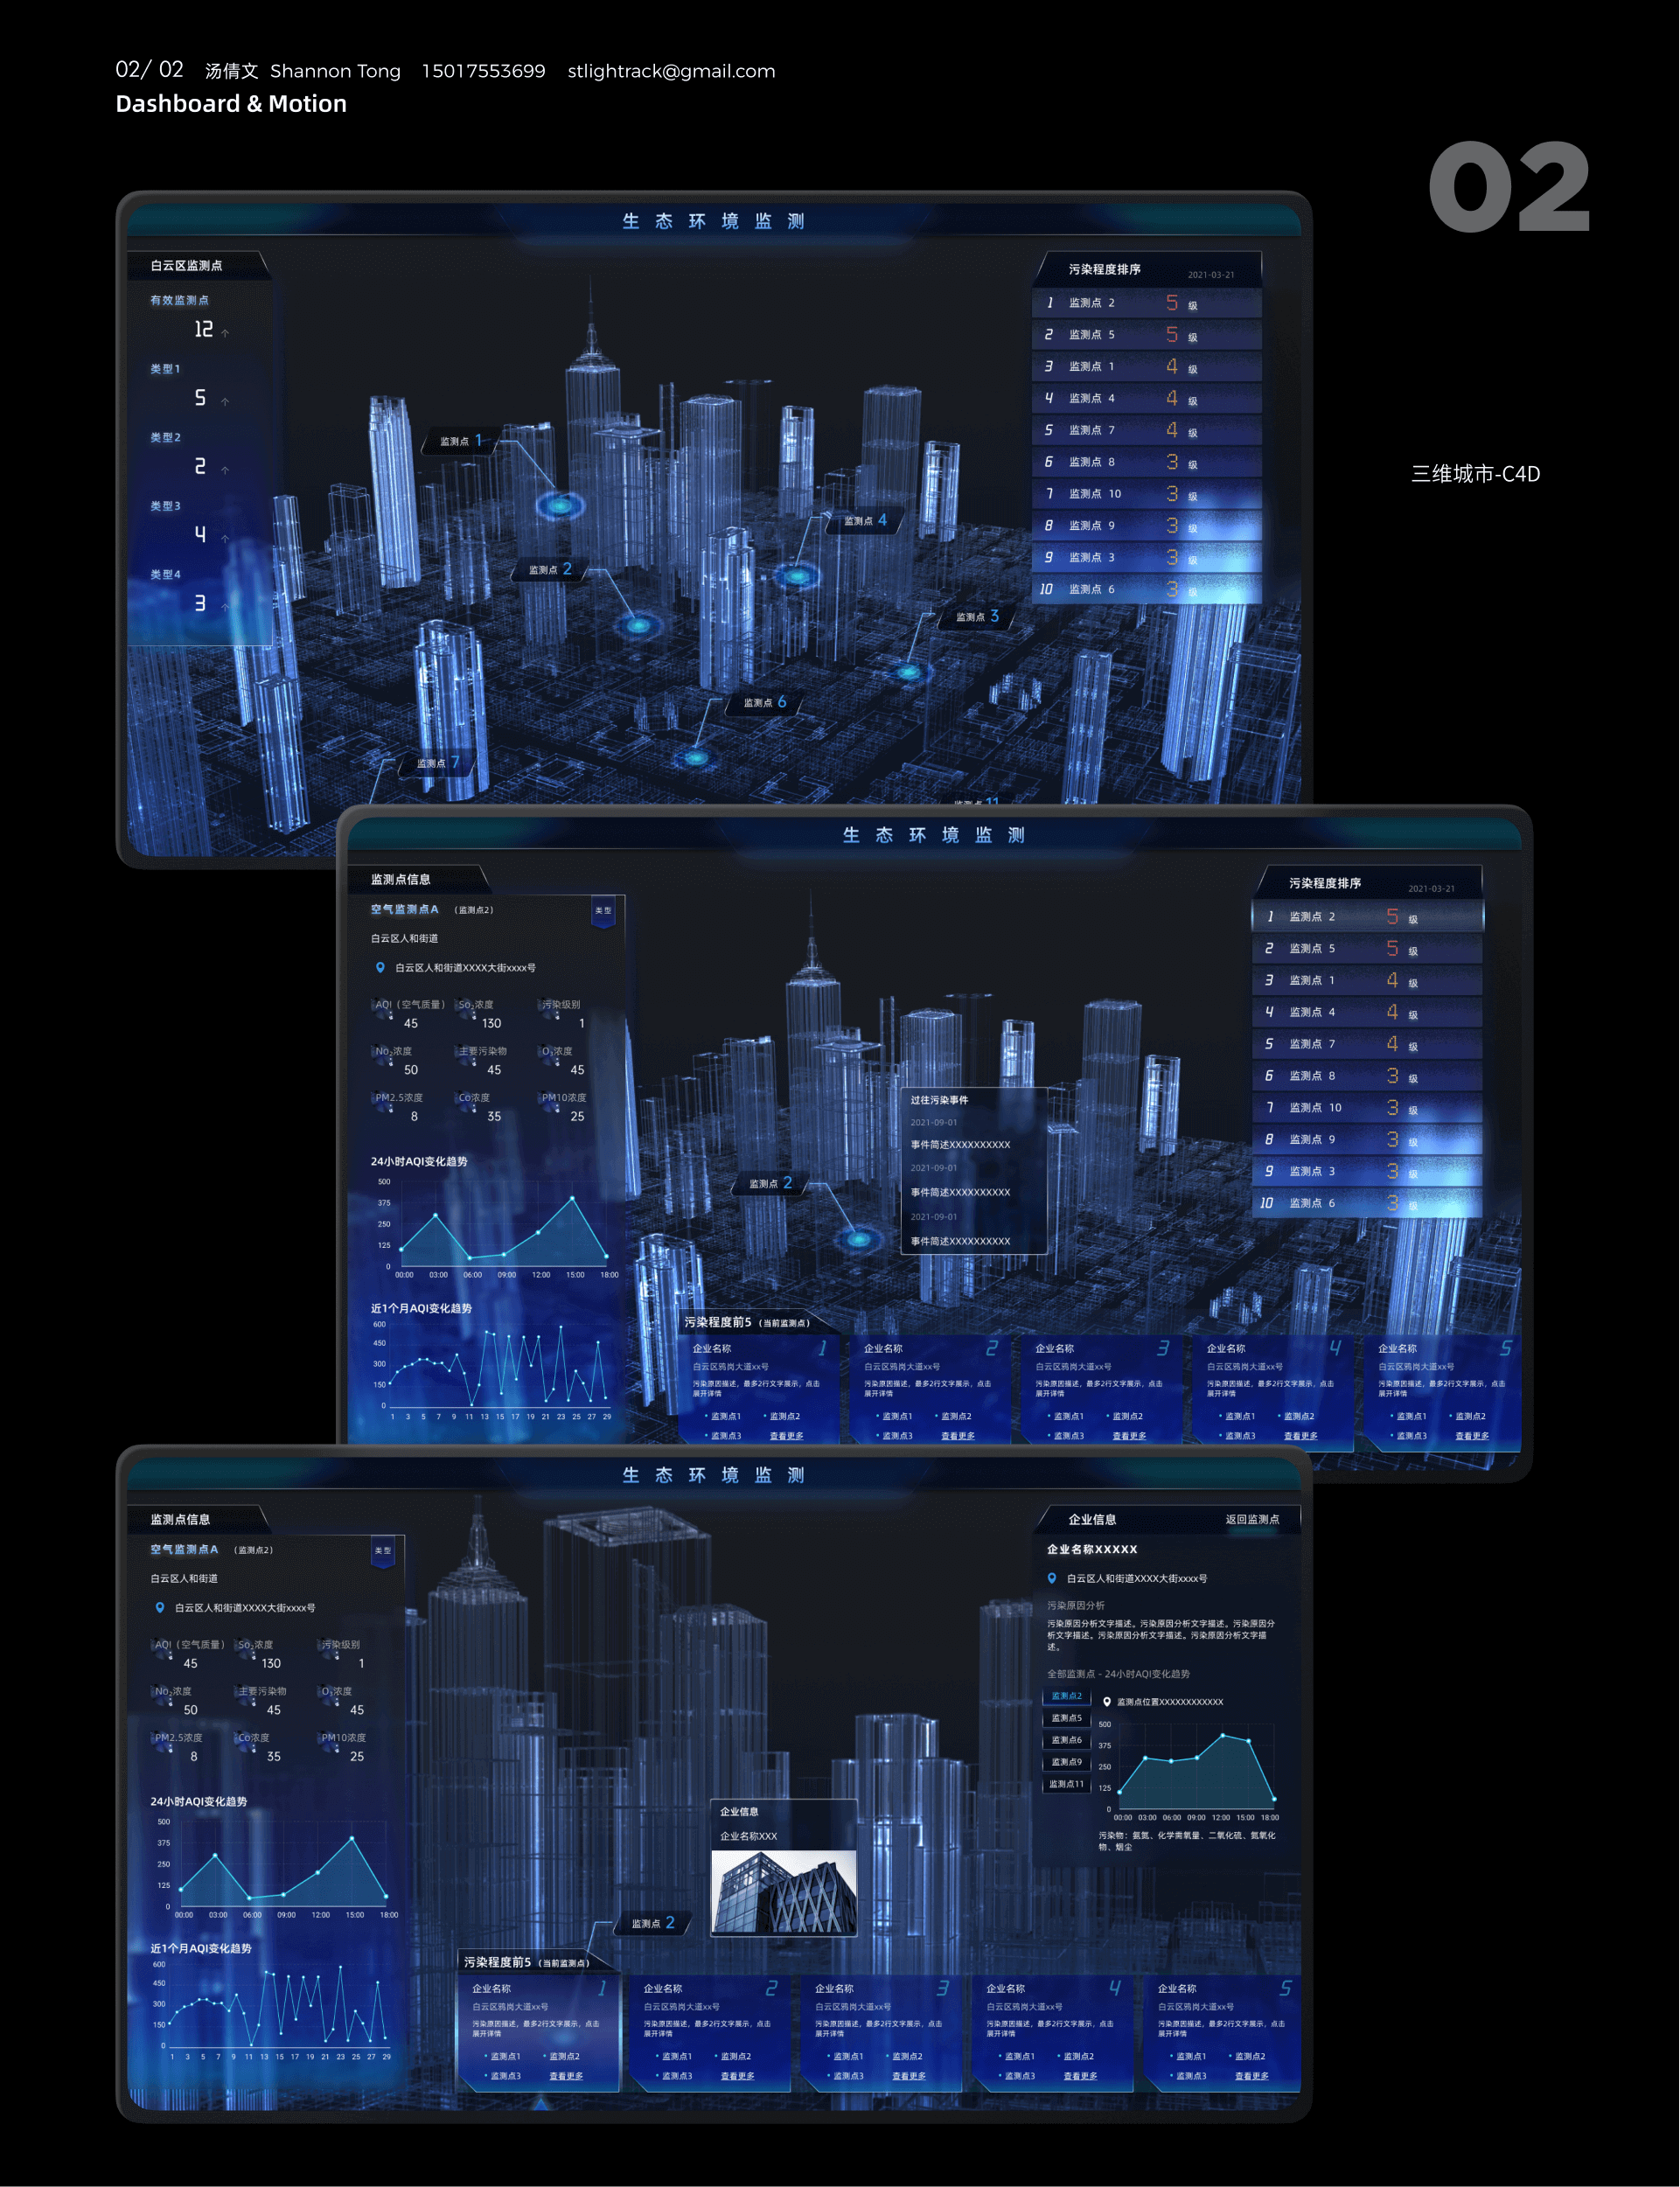 02/ 02 汤倩文 Shannon Tong 15017553699 stlightrack@gmail.com
Dashboard & Motion
02
三维城市-C4D
生态环境监测
白云区监测点
有效监测点
12
类型1
5
类型2
2
类型3
4
类型4
3
监测点 1
监测点 2
监测点 4
监测点 3
监测点 6
监测点 7
监测点 11
污染程度排序 2021-03-21
1 监测点 2 5 级
2 监测点 5 5 级
3 监测点 1 4 级
4 监测点 4 4 级
5 监测点 7 4 级
6 监测点 8 3 级
7 监测点 10 3 级
8 监测点 9 3 级
9 监测点 3 3 级
10 监测点 6 3 级
生态环境监测
监测点信息
空气监测点A (监测点2) 类型
白云区人和街道
白云区人和街道XXXX大街xxxx号
AQI (空气质量) So₂浓度 污染级别
45 130 1
No₂浓度 主要污染物 O₃浓度
50 45 45
PM2.5浓度 Co浓度 PM10浓度
8 35 25
24小时AQI变化趋势
500
375
250
125
0
00:00 03:00 06:00 09:00 12:00 15:00 18:00
近1个月AQI变化趋势
600
450
300
150
0
1 3 5 7 9 11 13 15 17 19 21 23 25 27 29
监测点 2
过往污染事件
2021-09-01
事件简述XXXXXXXXXX
2021-09-01
事件简述XXXXXXXXXX
2021-09-01
事件简述XXXXXXXXXX
污染程度排序 2021-03-21
1 监测点 2 5 级
2 监测点 5 5 级
3 监测点 1 4 级
4 监测点 4 4 级
5 监测点 7 4 级
6 监测点 8 3 级
7 监测点 10 3 级
8 监测点 9 3 级
9 监测点 3 3 级
10 监测点 6 3 级
污染程度前5 (当前监测点)
企业名称 1
白云区鸦岗大道xx号
污染原因描述，最多2行文字展示，点击
展开详情
监测点1 监测点2
监测点3 查看更多
企业名称 2
白云区鸦岗大道xx号
污染原因描述，最多2行文字展示，点击
展开详情
监测点1 监测点2
监测点3 查看更多
企业名称 3
白云区鸦岗大道xx号
污染原因描述，最多2行文字展示，点击
展开详情
监测点1 监测点2
监测点3 查看更多
企业名称 4
白云区鸦岗大道xx号
污染原因描述，最多2行文字展示，点击
展开详情
监测点1 监测点2
监测点3 查看更多
企业名称 5
白云区鸦岗大道xx号
污染原因描述，最多2行文字展示，点击
展开详情
监测点1 监测点2
监测点3 查看更多
生态环境监测
监测点信息
空气监测点A (监测点2) 类型
白云区人和街道
白云区人和街道XXXX大街xxxx号
AQI (空气质量) So₂浓度 污染级别
45 130 1
No₂浓度 主要污染物 O₃浓度
50 45 45
PM2.5浓度 Co浓度 PM10浓度
8 35 25
24小时AQI变化趋势
500
375
250
125
0
00:00 03:00 06:00 09:00 12:00 15:00 18:00
近1个月AQI变化趋势
600
450
300
150
0
1 3 5 7 9 11 13 15 17 19 21 23 25 27 29
企业信息
企业名称XXX
监测点 2
企业信息 返回监测点
企业名称XXXXX
白云区人和街道XXXX大街xxxx号
污染原因分析
污染原因分析文字描述。污染原因分析文字描述。污染原因分
析文字描述。污染原因分析文字描述。污染原因分析文字描
述。
全部监测点 - 24小时AQI变化趋势
监测点2
监测点5
监测点6
监测点9
监测点11
监测点位置XXXXXXXXXXXX
500
375
250
125
0
00:00 03:00 06:00 09:00 12:00 15:00 18:00
污染物：氨氮、化学需氧量、二氧化硫、氮氧化
物、烟尘
污染程度前5 (当前监测点)
企业名称 1
白云区鸦岗大道xx号
污染原因描述，最多2行文字展示，点击
展开详情
监测点1 监测点2
监测点3 查看更多
企业名称 2
白云区鸦岗大道xx号
污染原因描述，最多2行文字展示，点击
展开详情
监测点1 监测点2
监测点3 查看更多
企业名称 3
白云区鸦岗大道xx号
污染原因描述，最多2行文字展示，点击
展开详情
监测点1 监测点2
监测点3 查看更多
企业名称 4
白云区鸦岗大道xx号
污染原因描述，最多2行文字展示，点击
展开详情
监测点1 监测点2
监测点3 查看更多
企业名称 5
白云区鸦岗大道xx号
污染原因描述，最多2行文字展示，点击
展开详情
监测点1 监测点2
监测点3 查看更多